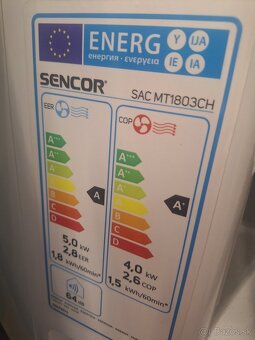 ENERG Y IJA
енергия · ενεργεια IE IA
SENCOR SAC MT1803CH
EER COP
A+++ A+++
A++ A++
A+ A+
A A
B B
C C
D D
A A+
5,0 kW 4,0 kW
2,8 EER 2,6 COP
1,8 kWh/60min* 1,5 kWh/60min*
64 dB